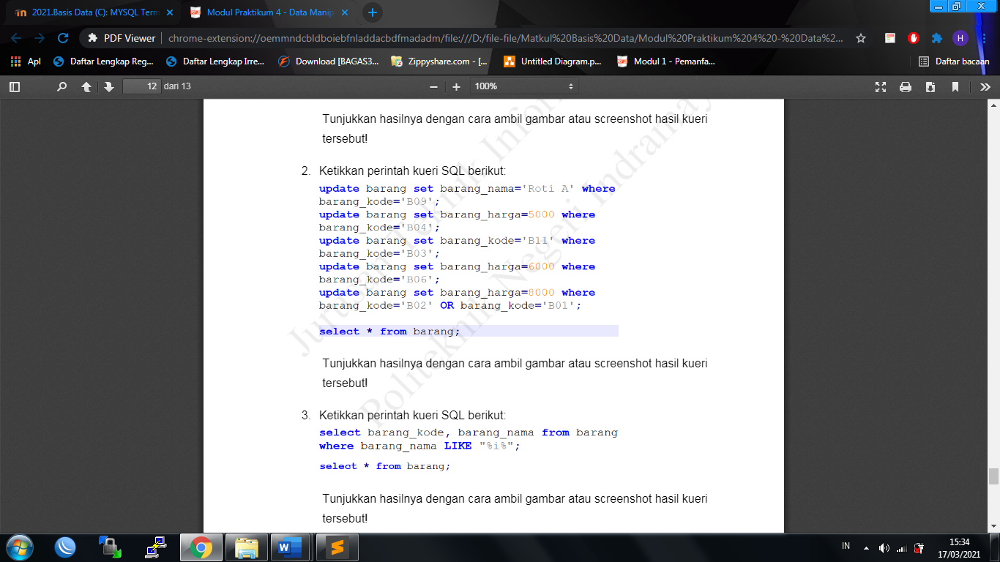 2021.Basis Data (C): MYSQL Term
Modul Praktikum 4 - Data Manip
PDF Viewer
chrome-extension://oemmndcbldboiebfnladdacbdfmadadm/file:///D:/file-file/Matkul%20Basis%20Data/Modul%20Praktikum%204%20-%20Data%2...
H
Apl
Daftar Lengkap Reg...
Daftar Lengkap Irre...
Download [BAGAS3...
Zippyshare.com - [...
Untitled Diagram.p...
Modul 1 - Pemanfa...
Daftar bacaan
12 dari 13
100%
Tunjukkan hasilnya dengan cara ambil gambar atau screenshot hasil kueri
tersebut!
2. Ketikkan perintah kueri SQL berikut:
update barang set barang_nama='Roti A' where
barang_kode='B09';
update barang set barang_harga=5000 where
barang_kode='B04';
update barang set barang_kode='B11' where
barang_kode='B03';
update barang set barang_harga=6000 where
barang_kode='B06';
update barang set barang_harga=8000 where
barang_kode='B02' OR barang_kode='B01';
select * from barang;
Tunjukkan hasilnya dengan cara ambil gambar atau screenshot hasil kueri
tersebut!
3. Ketikkan perintah kueri SQL berikut:
select barang_kode, barang_nama from barang
where barang_nama LIKE "%i%";
select * from barang;
Tunjukkan hasilnya dengan cara ambil gambar atau screenshot hasil kueri
tersebut!
Jurusan Teknik Infor
Politeknik Negeri Indramay
IN
15:34
17/03/2021